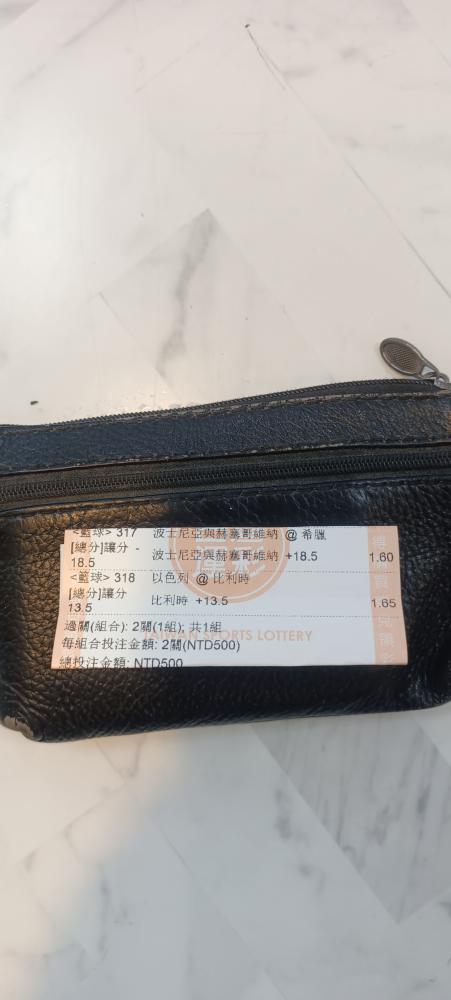 <籃球> 317 波士尼亞與赫塞哥維納 @ 希臘
[總分]讓分 - 波士尼亞與赫塞哥維納 +18.5 1.60
18.5
<籃球> 318 以色列 @ 比利時
[總分]讓分 比利時 +13.5 1.65
13.5
過關(組合): 2關(1組); 共1組
TAIWAN SPORTS LOTTERY
每組合投注金額: 2關(NTD500)
總投注金額: NTD500